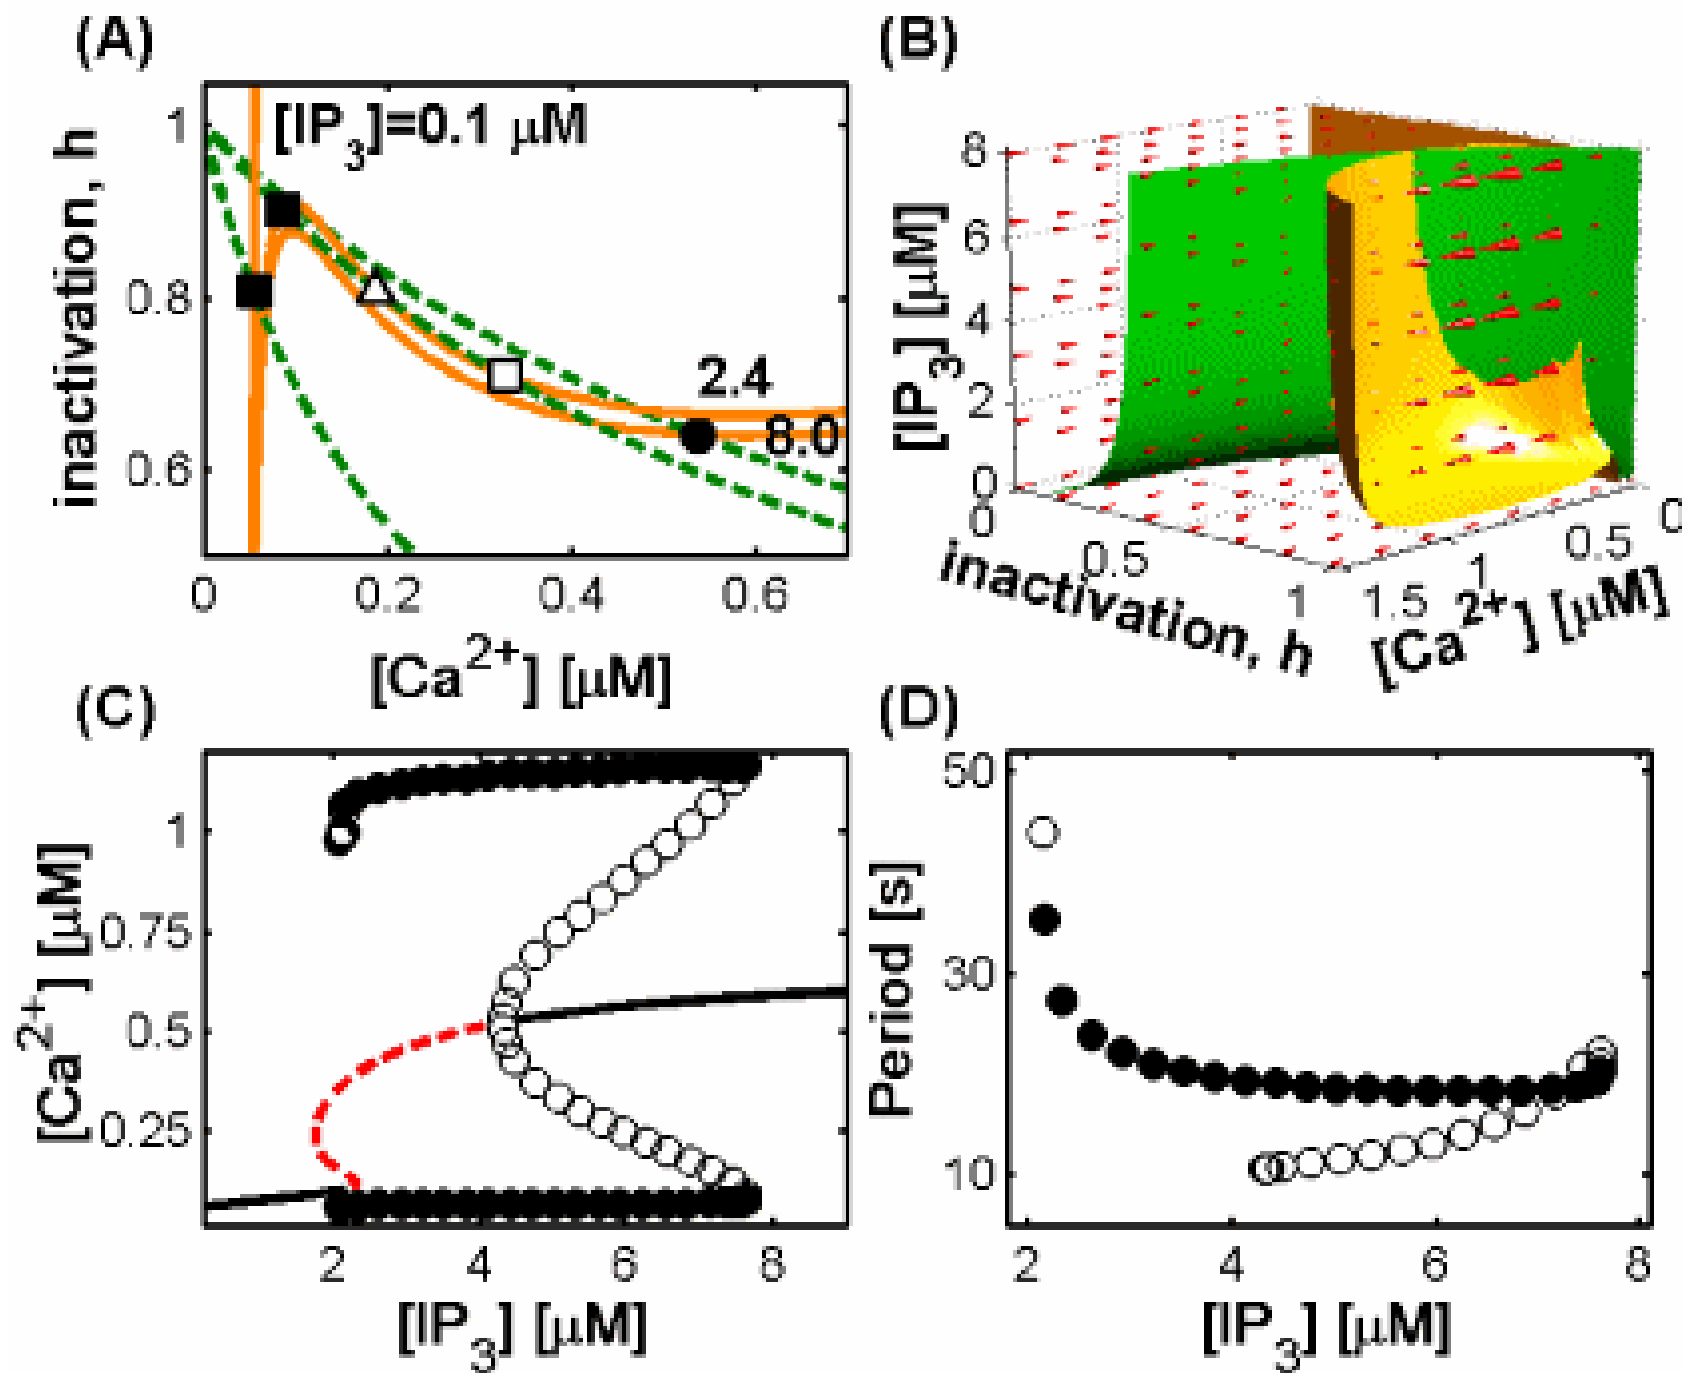 (A)
[IP3]=0.1 μM
2.4
8.0
1
0.8
0.6
0
0.2
0.4
0.6
inactivation, h
[Ca2+] [μM]
(B)
8
6
4
2
0
[IP3] [μM]
0
0.5
1
inactivation, h
1.5
1
0.5
0
[Ca2+] [μM]
(C)
1
0.75
0.5
0.25
[Ca2+] [μM]
2
4
6
8
[IP3] [μM]
(D)
50
30
10
Period [s]
2
4
6
8
[IP3] [μM]